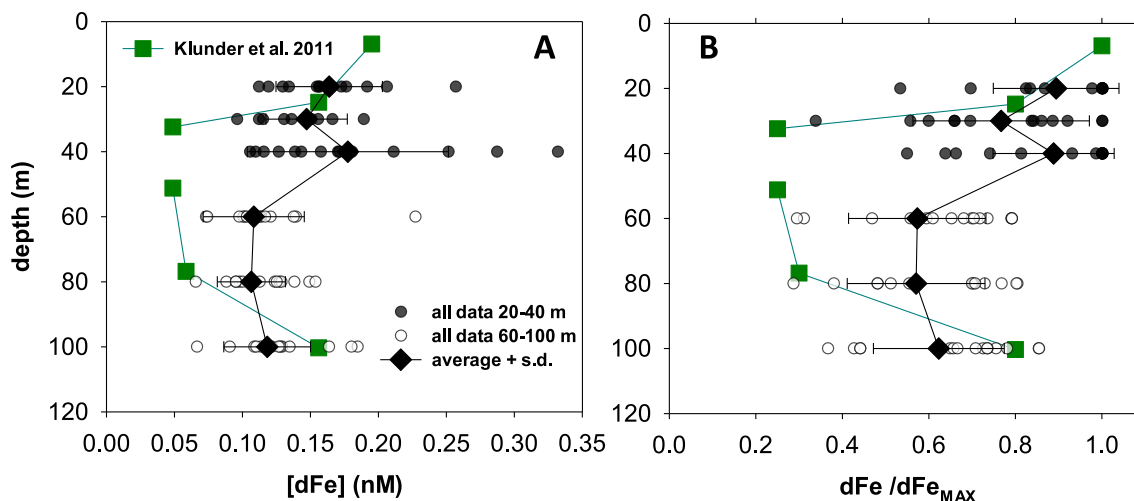 A
B
Klunder et al. 2011
all data 20-40 m
all data 60-100 m
average + s.d.
depth (m)
0
20
40
60
80
100
120
0.00 0.05 0.10 0.15 0.20 0.25 0.30 0.35
[dFe] (nM)
0
20
40
60
80
100
120
0.0 0.2 0.4 0.6 0.8 1.0
dFe /dFeMAX